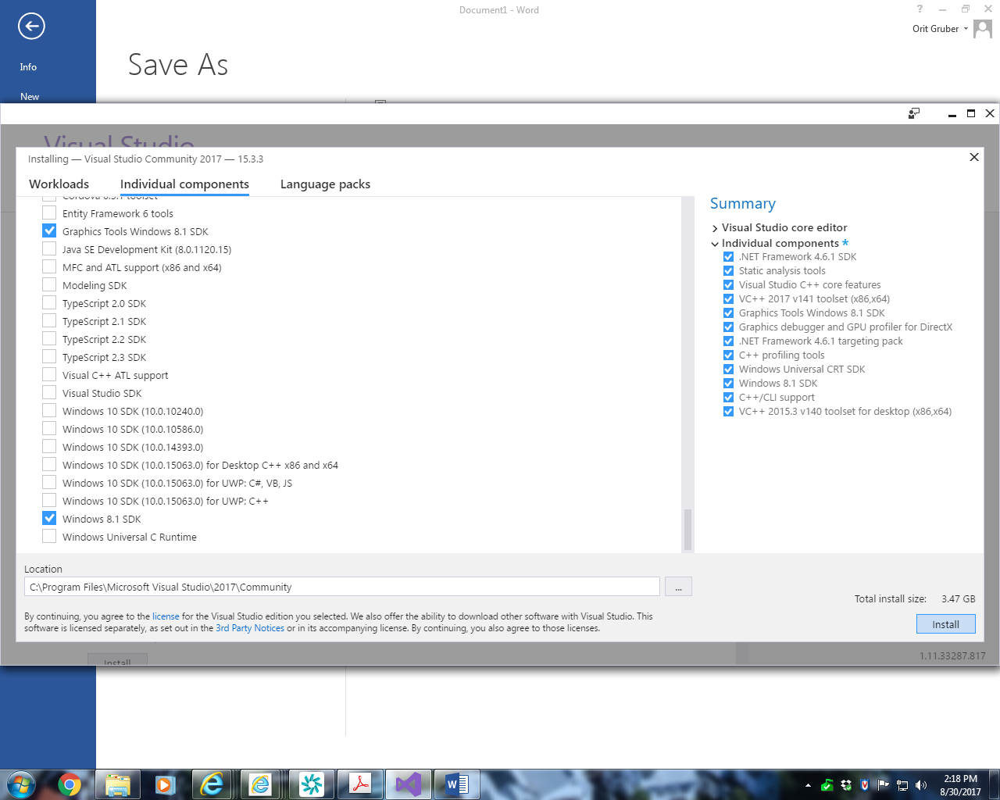 Document1 - Word
?
Orit Gruber
Info
Save As
New
Visual Studio
Installing — Visual Studio Community 2017 — 15.3.3
Workloads
Individual components
Language packs
Cordova 6.3.1 toolset
Entity Framework 6 tools
Graphics Tools Windows 8.1 SDK
Java SE Development Kit (8.0.1120.15)
MFC and ATL support (x86 and x64)
Modeling SDK
TypeScript 2.0 SDK
TypeScript 2.1 SDK
TypeScript 2.2 SDK
TypeScript 2.3 SDK
Visual C++ ATL support
Visual Studio SDK
Windows 10 SDK (10.0.10240.0)
Windows 10 SDK (10.0.10586.0)
Windows 10 SDK (10.0.14393.0)
Windows 10 SDK (10.0.15063.0) for Desktop C++ x86 and x64
Windows 10 SDK (10.0.15063.0) for UWP: C#, VB, JS
Windows 10 SDK (10.0.15063.0) for UWP: C++
Windows 8.1 SDK
Windows Universal C Runtime
Summary
Visual Studio core editor
Individual components *
.NET Framework 4.6.1 SDK
Static analysis tools
Visual Studio C++ core features
VC++ 2017 v141 toolset (x86,x64)
Graphics Tools Windows 8.1 SDK
Graphics debugger and GPU profiler for DirectX
.NET Framework 4.6.1 targeting pack
C++ profiling tools
Windows Universal CRT SDK
Windows 8.1 SDK
C++/CLI support
VC++ 2015.3 v140 toolset for desktop (x86,x64)
Location
C:\Program Files\Microsoft Visual Studio\2017\Community
...
By continuing, you agree to the license for the Visual Studio edition you selected. We also offer the ability to download other software with Visual Studio. This
software is licensed separately, as set out in the 3rd Party Notices or in its accompanying license. By continuing, you also agree to those licenses.
Total install size: 3.47 GB
Install
Install
1.11.33287.817
2:18 PM
8/30/2017